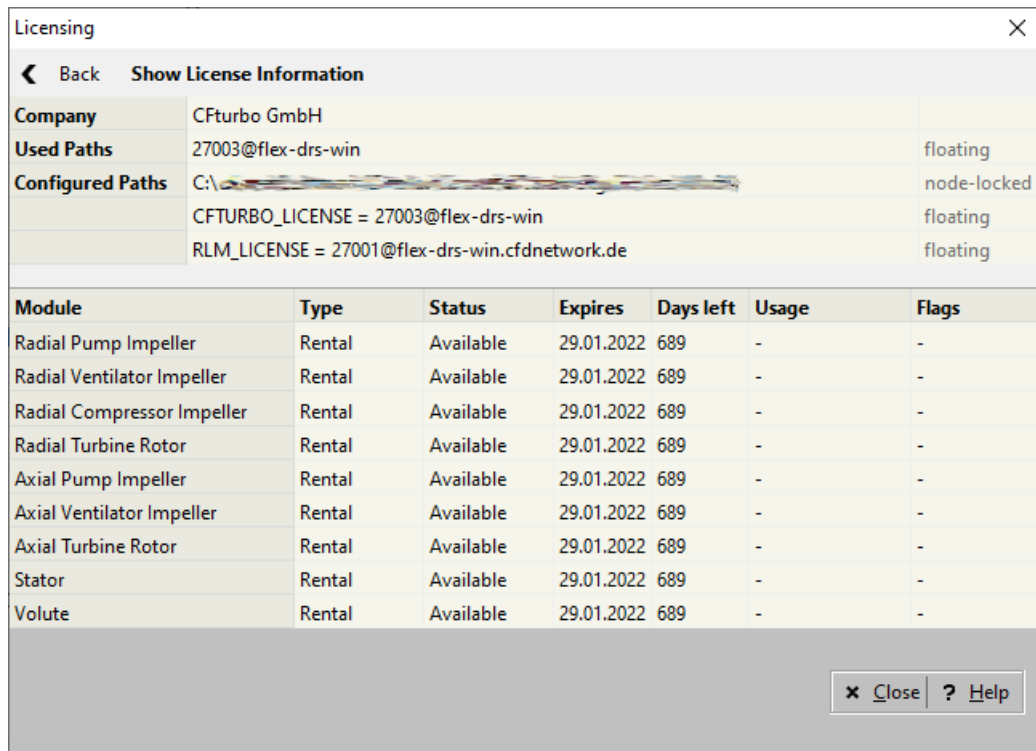 Licensing
Back Show License Information
Company CFturbo GmbH
Used Paths 27003@flex-drs-win floating
Configured Paths C:\ node-locked
CFTURBO_LICENSE = 27003@flex-drs-win floating
RLM_LICENSE = 27001@flex-drs-win.cfdnetwork.de floating
Module Type Status Expires Days left Usage Flags
Radial Pump Impeller Rental Available 29.01.2022 689 - -
Radial Ventilator Impeller Rental Available 29.01.2022 689 - -
Radial Compressor Impeller Rental Available 29.01.2022 689 - -
Radial Turbine Rotor Rental Available 29.01.2022 689 - -
Axial Pump Impeller Rental Available 29.01.2022 689 - -
Axial Ventilator Impeller Rental Available 29.01.2022 689 - -
Axial Turbine Rotor Rental Available 29.01.2022 689 - -
Stator Rental Available 29.01.2022 689 - -
Volute Rental Available 29.01.2022 689 - -
Close ? Help